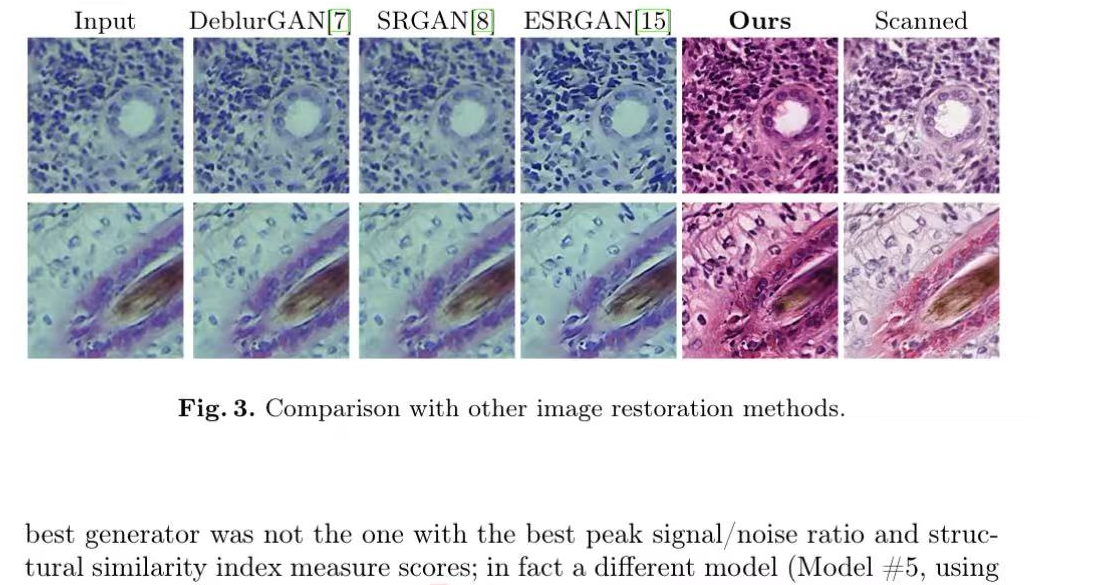 Input DeblurGAN[7] SRGAN[8] ESRGAN[15] Ours Scanned
Fig. 3. Comparison with other image restoration methods.
best generator was not the one with the best peak signal/noise ratio and struc-
tural similarity index measure scores; in fact a different model (Model #5, using